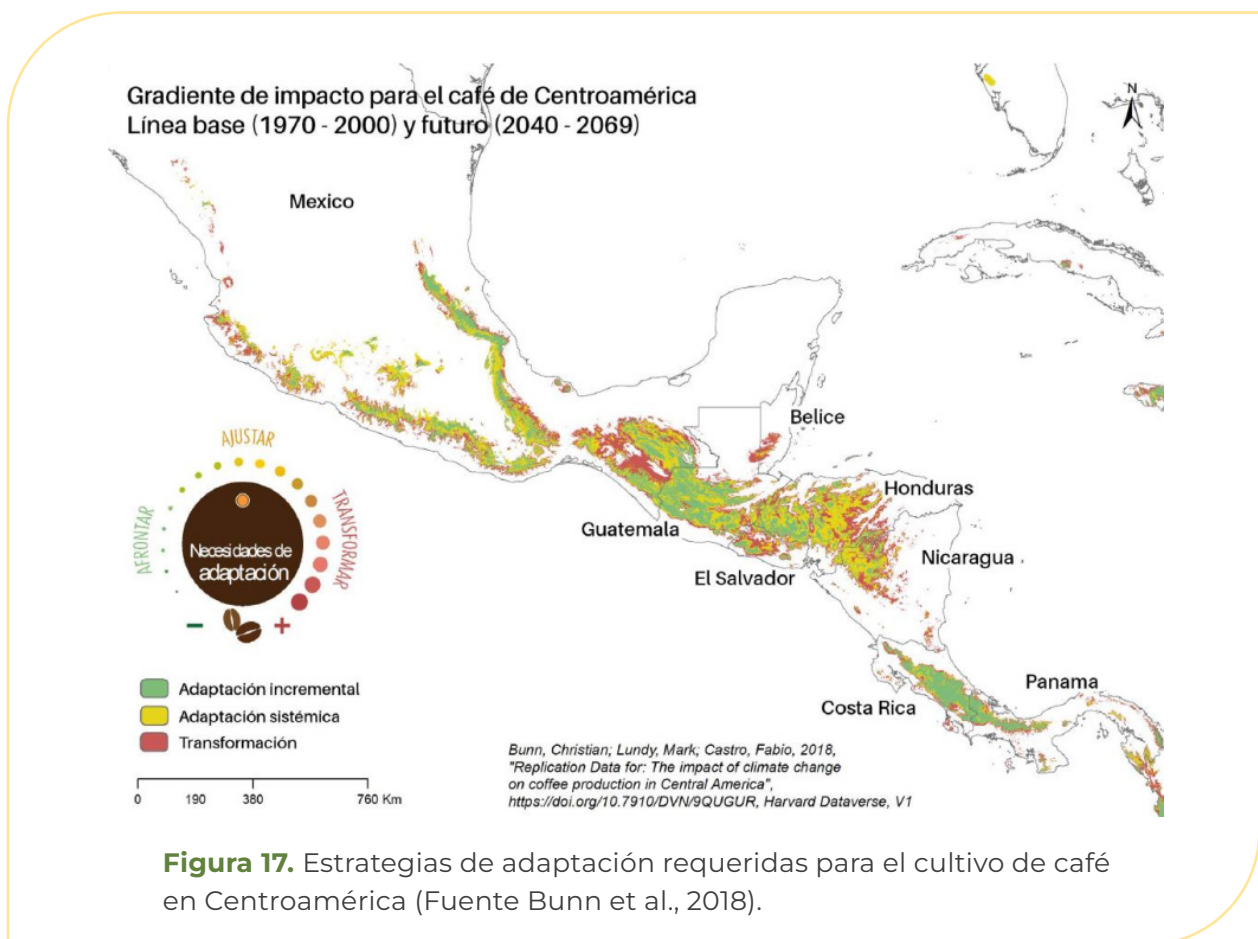 Gradiente de impacto para el café de Centroamérica
Línea base (1970 - 2000) y futuro (2040 - 2069)
N
Mexico
Belice
Honduras
Guatemala
Nicaragua
El Salvador
Panama
Costa Rica
AFRONTAR
AJUSTAR
TRANSFORMAR
Necesidades de
adaptación
− +
Adaptación incremental
Adaptación sistémica
Transformación
0 190 380 760 Km
Bunn, Christian; Lundy, Mark; Castro, Fabio, 2018,
"Replication Data for: The impact of climate change
on coffee production in Central America",
https://doi.org/10.7910/DVN/9QUGUR, Harvard Dataverse, V1
Figura 17. Estrategias de adaptación requeridas para el cultivo de café
en Centroamérica (Fuente Bunn et al., 2018).